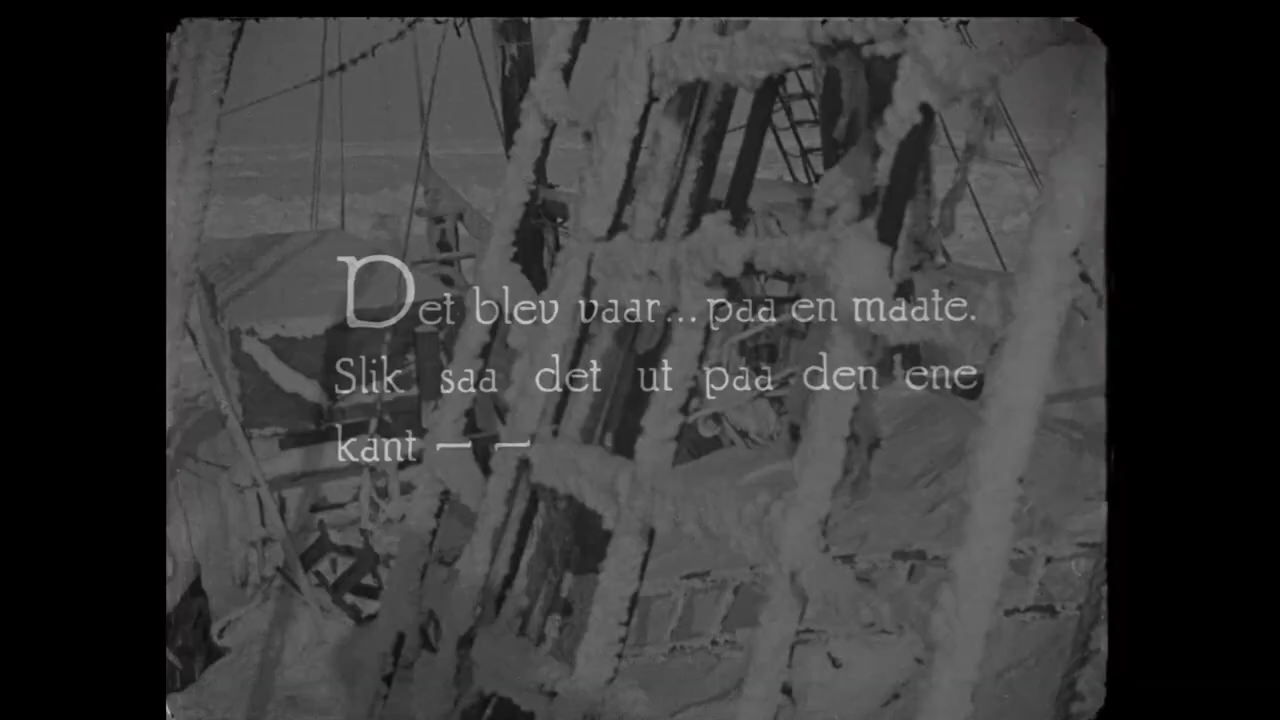 Det blev vaar... paa en maate.
Slik saa det ut paa den ene
kant — —